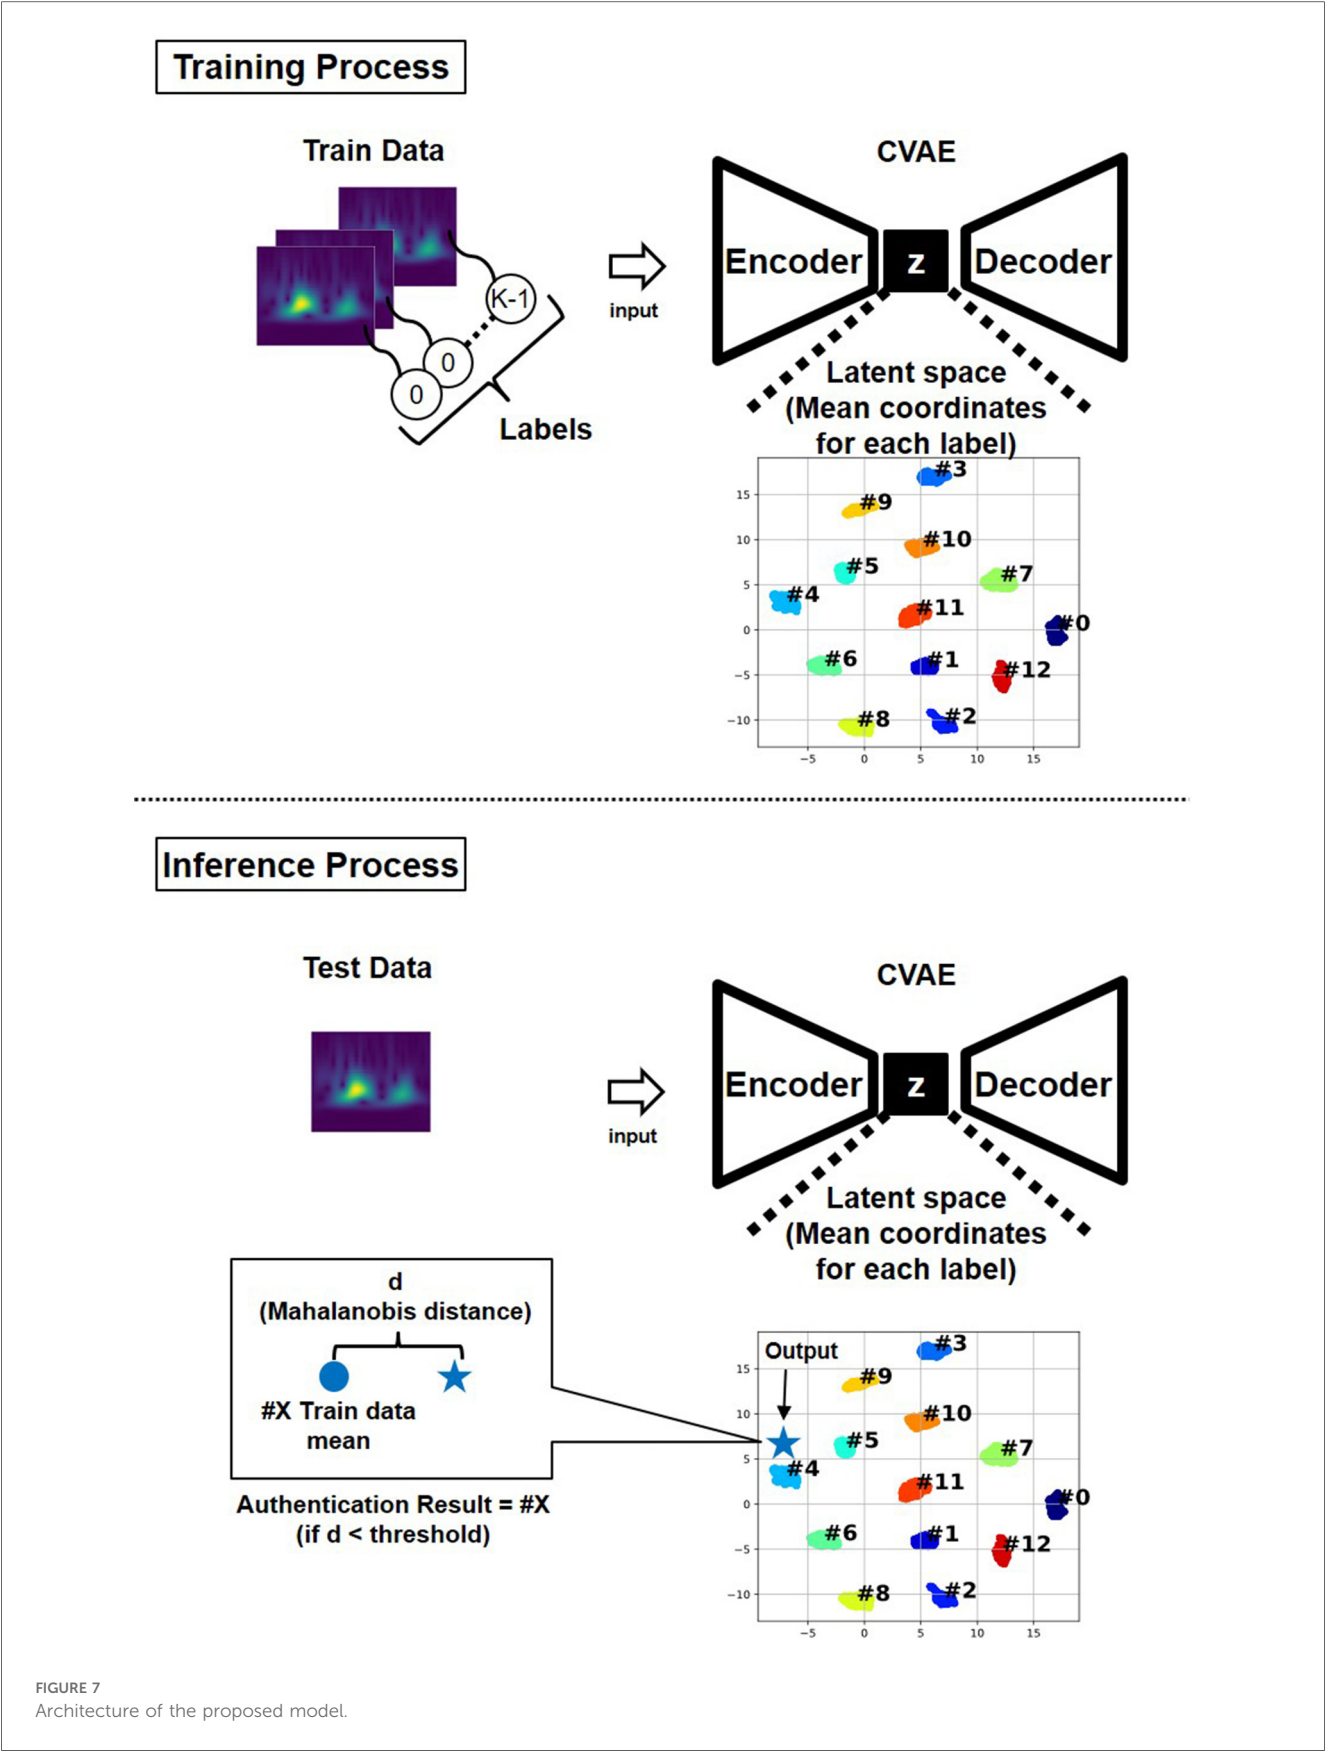 Training Process
Train Data
CVAE
K-1
0
0
Labels
input
Encoder
z
Decoder
Latent space
(Mean coordinates
for each label)
#3
#9
#10
#5
#7
#4
#11
#0
#6
#1
#12
#8
#2
15
10
5
0
−5
−10
−5
0
5
10
15
Inference Process
Test Data
CVAE
input
Encoder
z
Decoder
Latent space
(Mean coordinates
for each label)
d
(Mahalanobis distance)
#X Train data
mean
Authentication Result = #X
(if d < threshold)
Output
#3
#9
#10
#5
#7
#4
#11
#0
#6
#1
#12
#8
#2
15
10
5
0
−5
−10
−5
0
5
10
15
FIGURE 7
Architecture of the proposed model.